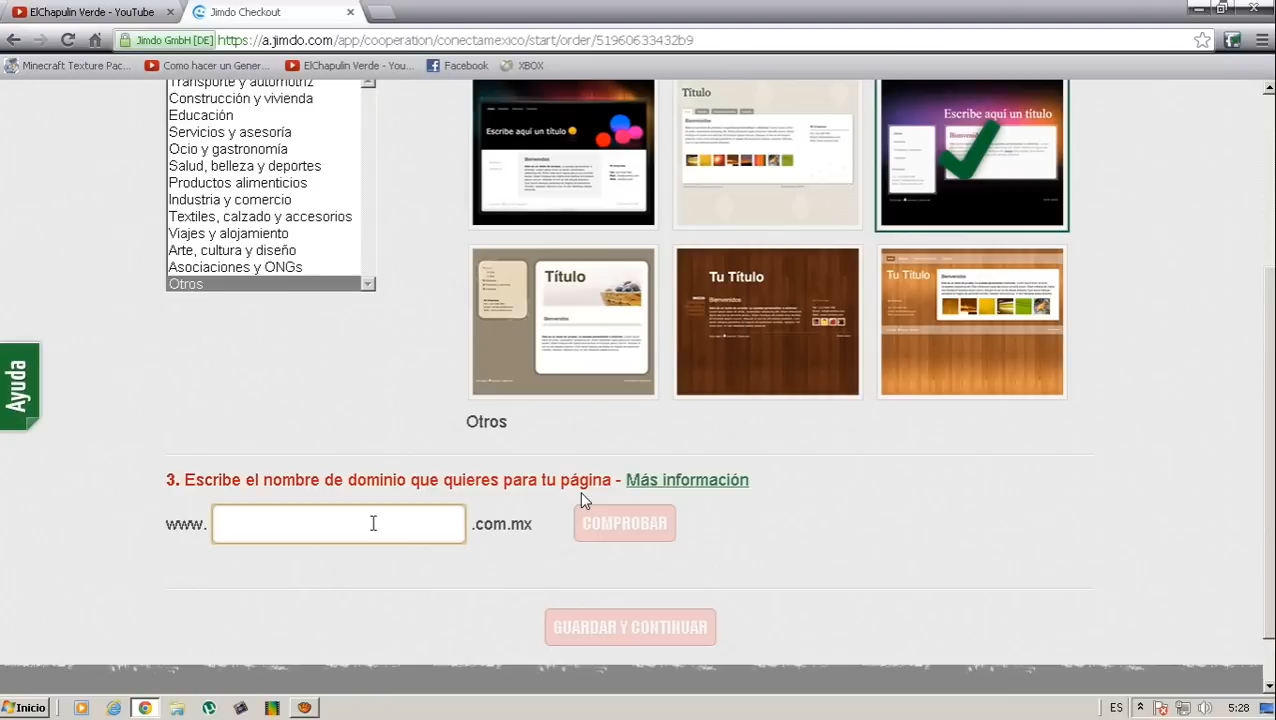 ElChapulin Verde - YouTube
Jimdo Checkout
Jimdo GmbH [DE]
https://a.jimdo.com/app/cooperation/conectamexico/start/order/51960633432b9
Minecraft Texture Pac...
Como hacer un Gener...
ElChapulin Verde - You...
Facebook
XBOX
Transporte y automotriz
Construcción y vivienda
Educación
Servicios y asesoría
Ocio y gastronomía
Salud, belleza y deportes
Productos alimenticios
Industria y comercio
Textiles, calzado y accesorios
Viajes y alojamiento
Arte, cultura y diseño
Asociaciones y ONGs
Otros
Escribe aquí un título
Título
Bienvenidos
Escribe aquí un título
Título
Bienvenidos
Tu Título
Bienvenidos
Tu Título
Bienvenidos
Otros
Ayuda
3. Escribe el nombre de dominio que quieres para tu página - Más información
www.
.com.mx
COMPROBAR
GUARDAR Y CONTINUAR
Inicio
ES
5:28